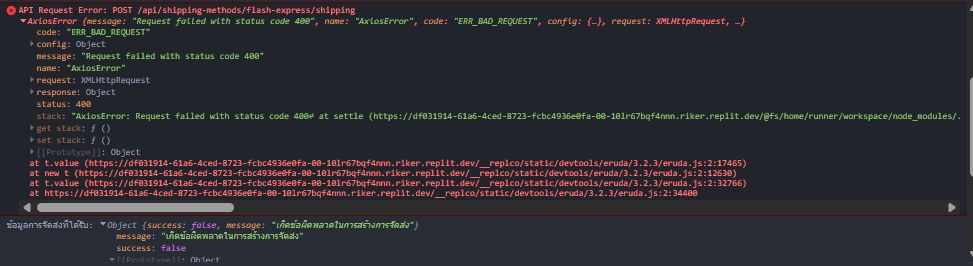 API Request Error: POST /api/shipping-methods/flash-express/shipping
AxiosError {message: "Request failed with status code 400", name: "AxiosError", code: "ERR_BAD_REQUEST", config: {…}, request: XMLHttpRequest, …}
code: "ERR_BAD_REQUEST"
config: Object
message: "Request failed with status code 400"
name: "AxiosError"
request: XMLHttpRequest
response: Object
status: 400
stack: "AxiosError: Request failed with status code 400↵ at settle (https://df031914-61a6-4ced-8723-fcbc4936e0fa-00-10lr67bqf4nnn.riker.replit.dev/@fs/home/runner/workspace/node_modules/.
get stack: ƒ ()
set stack: ƒ ()
[[Prototype]]: Object
at t.value (https://df031914-61a6-4ced-8723-fcbc4936e0fa-00-10lr67bqf4nnn.riker.replit.dev/__replco/static/devtools/eruda/3.2.3/eruda.js:2:17465)
at new t (https://df031914-61a6-4ced-8723-fcbc4936e0fa-00-10lr67bqf4nnn.riker.replit.dev/__replco/static/devtools/eruda/3.2.3/eruda.js:2:12630)
at t.value (https://df031914-61a6-4ced-8723-fcbc4936e0fa-00-10lr67bqf4nnn.riker.replit.dev/__replco/static/devtools/eruda/3.2.3/eruda.js:2:32766)
at https://df031914-61a6-4ced-8723-fcbc4936e0fa-00-10lr67bqf4nnn.riker.replit.dev/__replco/static/devtools/eruda/3.2.3/eruda.js:2:34400
ข้อมูลการจัดส่งที่ได้รับ: Object {success: false, message: "เกิดข้อผิดพลาดในการสร้างการจัดส่ง"}
message: "เกิดข้อผิดพลาดในการสร้างการจัดส่ง"
success: false
[[Prototype]]: Object